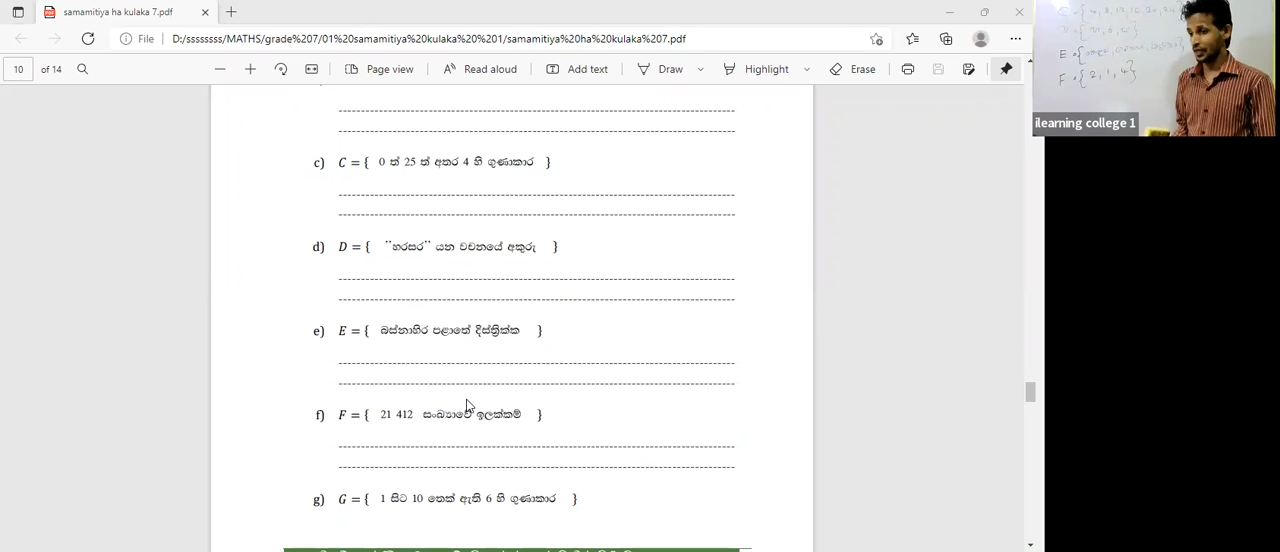 samamitiya ha kulaka 7.pdf
File D:/ssssssss/MATHS/grade%207/01%20samamitiya%20kulaka%20%201/samamitiya%20ha%20kulaka%207.pdf
10 of 14 Page view Read aloud Add text Draw Highlight Erase
E = {
F = { 2, 1, 4 }
ilearning college 1
c) C = { 0 ත් 25 ත් අතර 4 හි ගුණාකාර }
d) D = { ''හරසර'' යන වචනයේ අකුරු }
e) E = { බස්නාහිර පළාතේ දිස්ත්‍රික්ක }
f) F = { 21 412 සංඛ්‍යාවේ ඉලක්කම් }
g) G = { 1 සිට 10 තෙක් ඇති 6 හි ගුණාකාර }